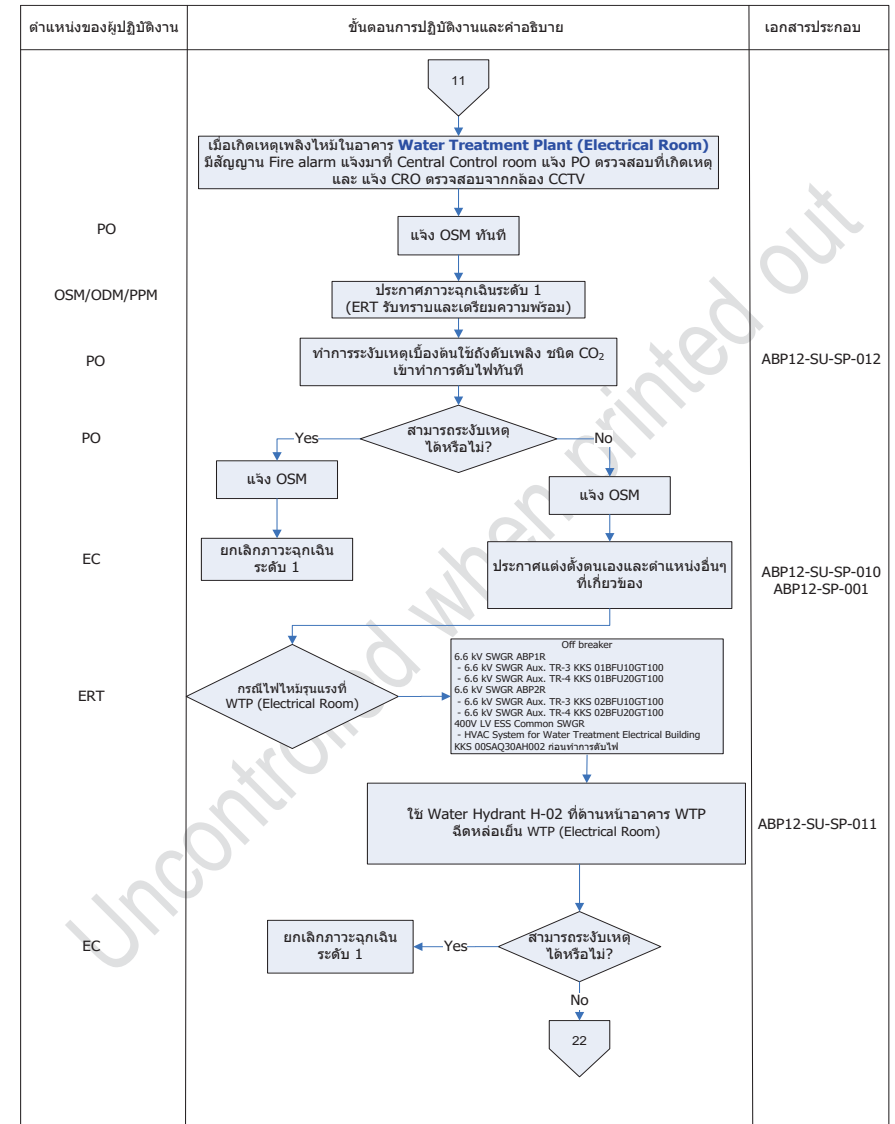 ตำแหน่งของผู้ปฏิบัติงาน
ขั้นตอนการปฏิบัติงานและคำอธิบาย
เอกสารประกอบ
11
เมื่อเกิดเหตุเพลิงไหม้ในอาคาร Water Treatment Plant (Electrical Room)
มีสัญญาน Fire alarm แจ้งมาที่ Central Control room แจ้ง PO ตรวจสอบที่เกิดเหตุ
และ แจ้ง CRO ตรวจสอบจากกล้อง CCTV
PO
แจ้ง OSM ทันที
OSM/ODM/PPM
ประกาศภาวะฉุกเฉินระดับ 1
(ERT รับทราบและเตรียมความพร้อม)
PO
ทำการระงับเหตุเบื้องต้นใช้ถังดับเพลิง ชนิด CO2
เข้าทำการดับไฟทันที
ABP12-SU-SP-012
PO
สามารถระงับเหตุ
ได้หรือไม่?
Yes
No
แจ้ง OSM
แจ้ง OSM
EC
ยกเลิกภาวะฉุกเฉิน
ระดับ 1
ประกาศแต่งตั้งตนเองและตำแหน่งอื่นๆ
ที่เกี่ยวข้อง
ABP12-SU-SP-010
ABP12-SP-001
ERT
กรณีไฟไหม้รุนแรงที่
WTP (Electrical Room)
Off breaker
6.6 kV SWGR ABP1R
- 6.6 kV SWGR Aux. TR-3 KKS 01BFU10GT100
- 6.6 kV SWGR Aux. TR-4 KKS 01BFU20GT100
6.6 kV SWGR ABP2R
- 6.6 kV SWGR Aux. TR-3 KKS 02BFU10GT100
- 6.6 kV SWGR Aux. TR-4 KKS 02BFU20GT100
400V LV ESS Common SWGR
- HVAC System for Water Treatment Electrical Building
KKS 00SAQ30AH002 ก่อนทำการดับไฟ
ใช้ Water Hydrant H-02 ที่ด้านหน้าอาคาร WTP
ฉีดหล่อเย็น WTP (Electrical Room)
ABP12-SU-SP-011
EC
ยกเลิกภาวะฉุกเฉิน
ระดับ 1
Yes
สามารถระงับเหตุ
ได้หรือไม่?
No
22
Uncontrolled when printed out